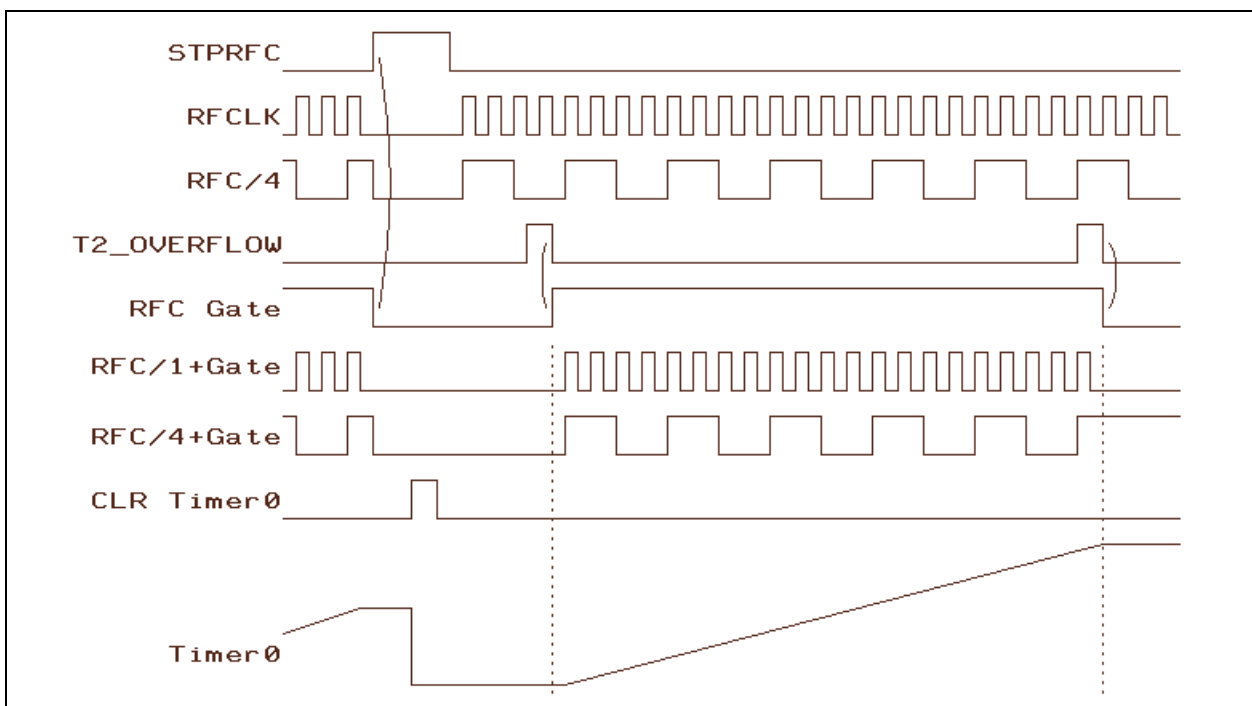 STPRFC
RFCLK
RFC/4
T2_OVERFLOW
RFC Gate
RFC/1+Gate
RFC/4+Gate
CLR Timer0
Timer0